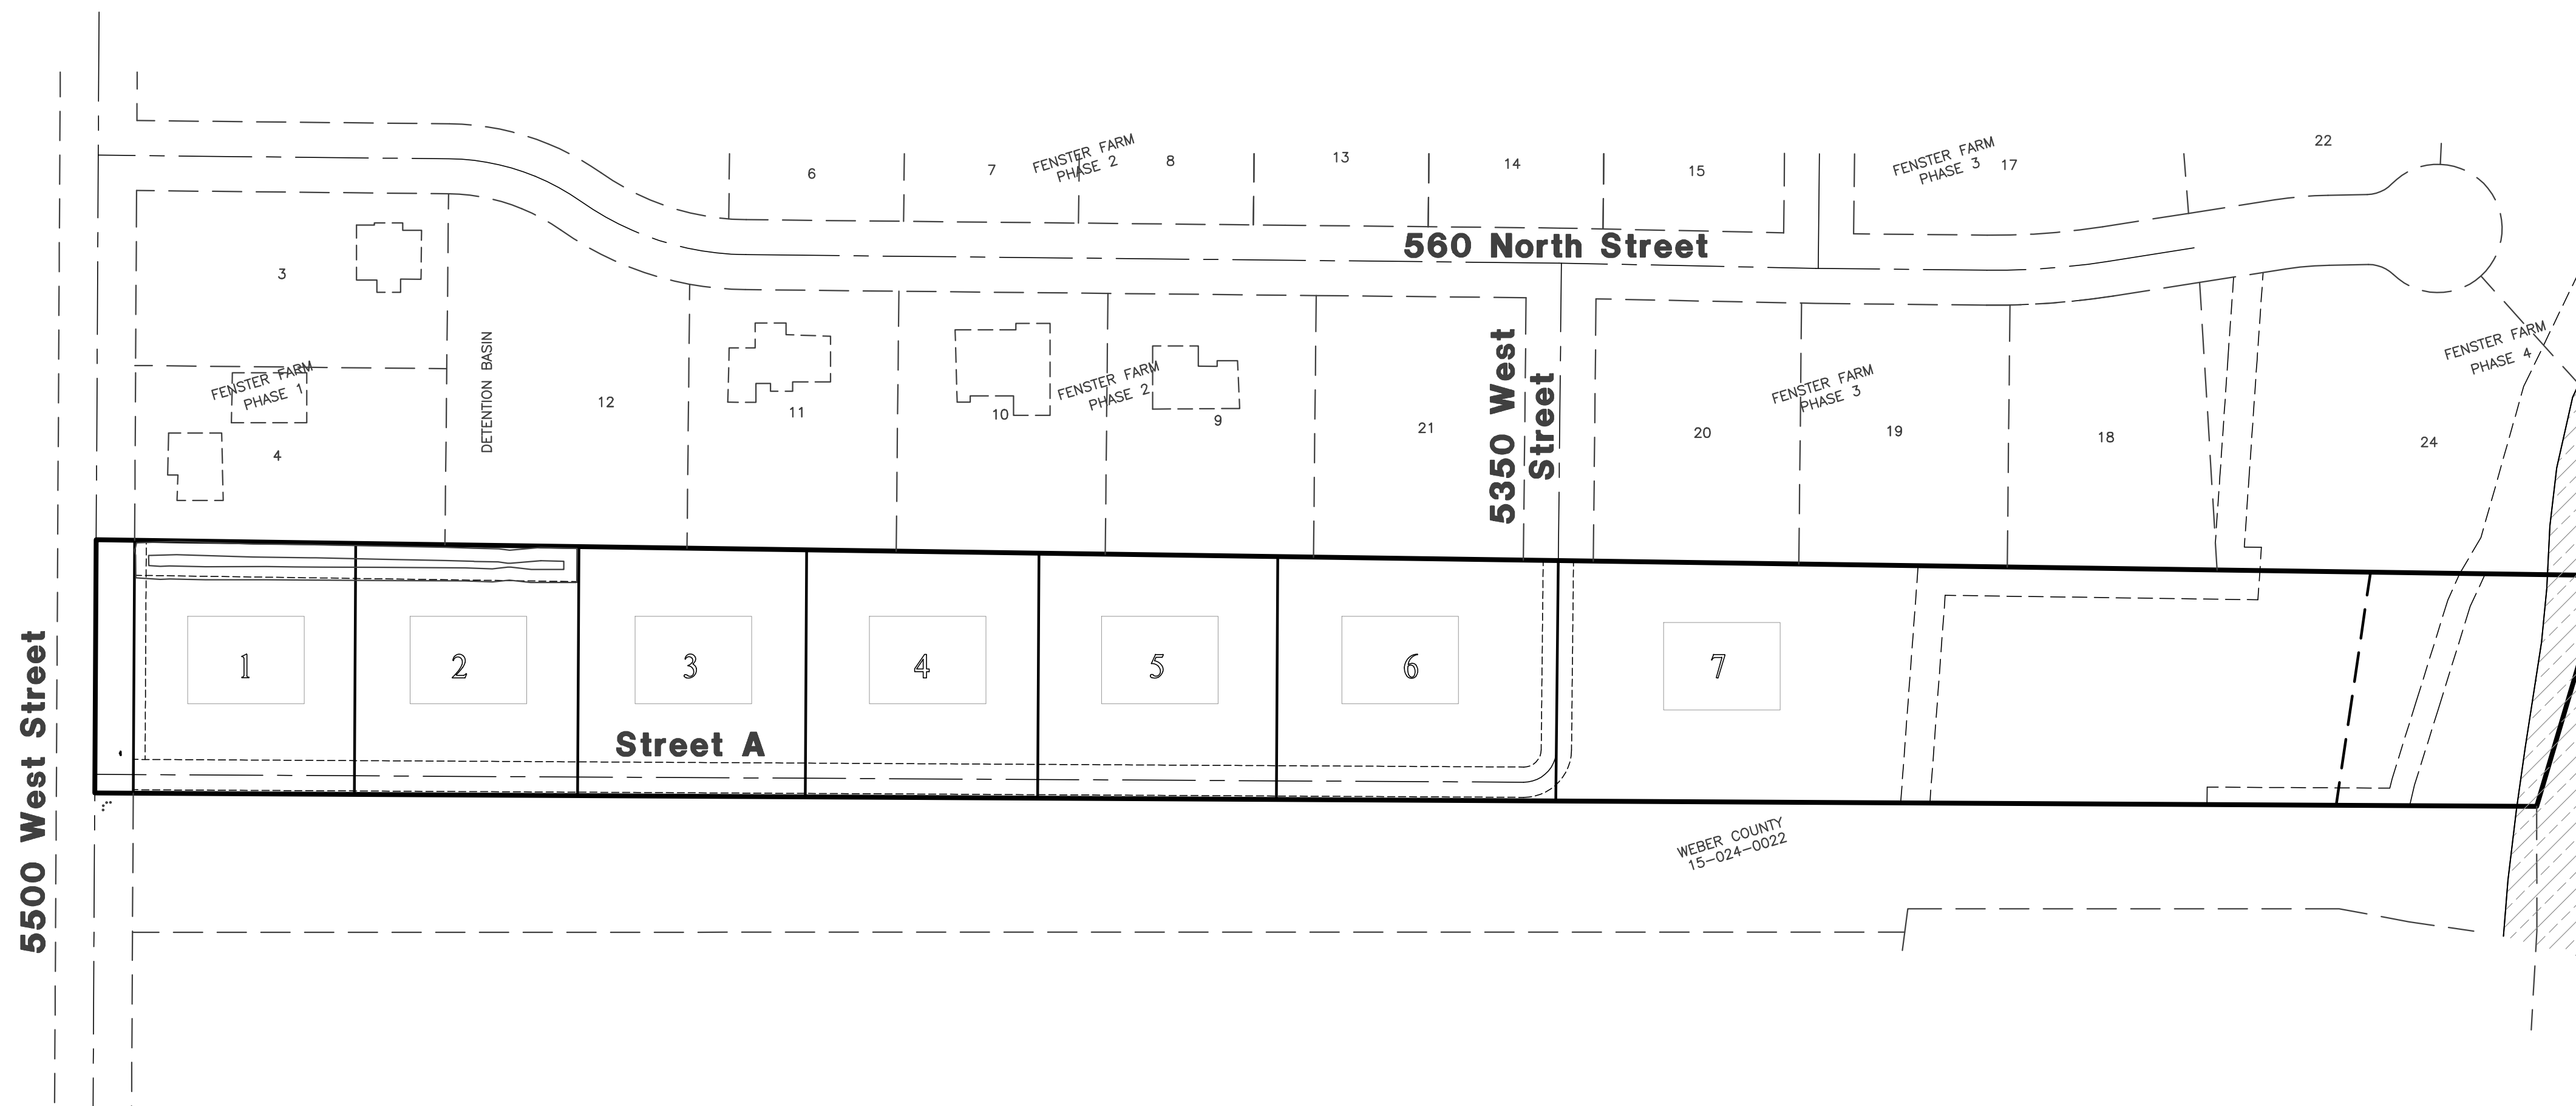 22
FENSTER FARM
PHASE 2
FENSTER FARM
PHASE 3
6
7
8
13
14
15
17
560 North Street
3
DETENTION BASIN
5350 West
Street
FENSTER FARM
PHASE 4
FENSTER FARM
PHASE 1
FENSTER FARM
PHASE 2
FENSTER FARM
PHASE 3
4
12
11
10
9
21
20
19
18
24
1
2
3
4
5
6
7
Street A
5500 West Street
WEBER COUNTY
15-024-0022